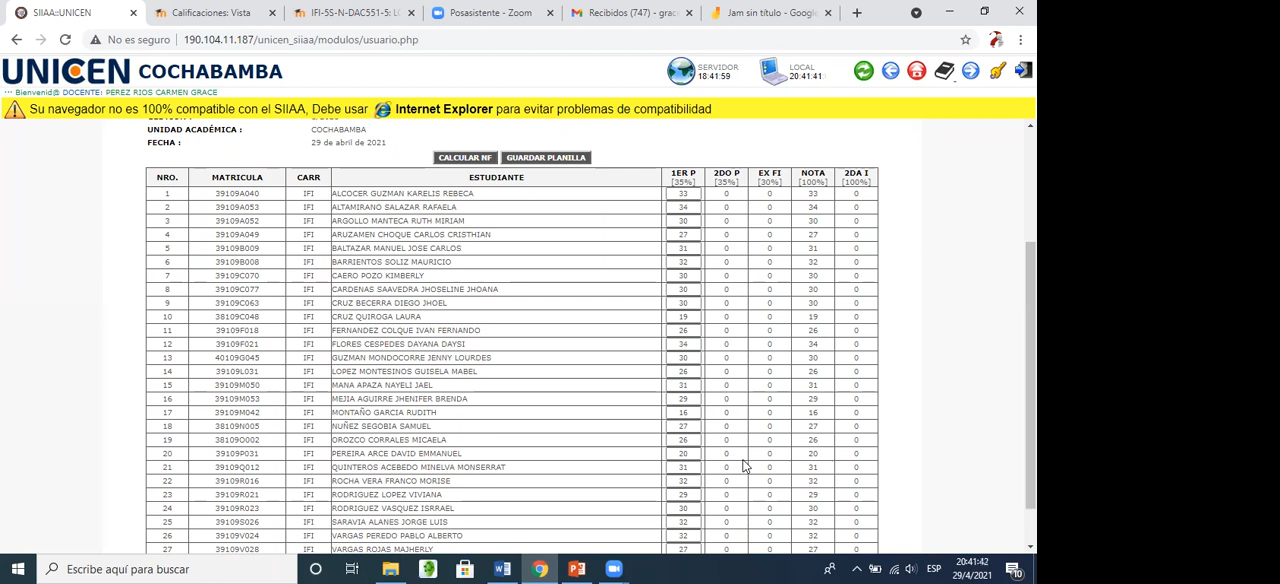 SIIAA::UNICEN
Calificaciones: Vista
IFI-5S-N-DAC551-5: LC
Posasistente - Zoom
Recibidos (747) - grace
Jam sin título - Google
No es seguro
190.104.11.187/unicen_siiaa/modulos/usuario.php
UNICEN COCHABAMBA
SERVIDOR
18:41:59
LOCAL
20:41:41
Bienvenid@ DOCENTE: PEREZ RIOS CARMEN GRACE
Su navegador no es 100% compatible con el SIIAA, Debe usar Internet Explorer para evitar problemas de compatibilidad
UNIDAD ACADÉMICA : COCHABAMBA
FECHA : 29 de abril de 2021
CALCULAR NF GUARDAR PLANILLA
NRO. MATRICULA CARR ESTUDIANTE 1ER P [35%] 2DO P [35%] EX FI [30%] NOTA [100%] 2DA I [100%]
1 39109A040 IFI ALCOCER GUZMAN KARELIS REBECA 33 0 0 33 0
2 39109A053 IFI ALTAMIRANO SALAZAR RAFAELA 34 0 0 34 0
3 39109A052 IFI ARGOLLO MANTECA RUTH MIRIAM 30 0 0 30 0
4 39109A049 IFI ARUZAMEN CHOQUE CARLOS CRISTHIAN 27 0 0 27 0
5 39109B009 IFI BALTAZAR MANUEL JOSE CARLOS 31 0 0 31 0
6 39109B008 IFI BARRIENTOS SOLIZ MAURICIO 32 0 0 32 0
7 39109C070 IFI CAERO POZO KIMBERLY 30 0 0 30 0
8 39109C077 IFI CARDENAS SAAVEDRA JHOSELINE JHOANA 30 0 0 30 0
9 39109C063 IFI CRUZ BECERRA DIEGO JHOEL 30 0 0 30 0
10 38109C048 IFI CRUZ QUIROGA LAURA 19 0 0 19 0
11 39109F018 IFI FERNANDEZ COLQUE IVAN FERNANDO 26 0 0 26 0
12 39109F021 IFI FLORES CESPEDES DAYANA DAYSI 34 0 0 34 0
13 40109G045 IFI GUZMAN MONDOCORRE JENNY LOURDES 30 0 0 30 0
14 39109L031 IFI LOPEZ MONTESINOS GUISELA MABEL 26 0 0 26 0
15 39109M050 IFI MANA APAZA NAYELI JAEL 31 0 0 31 0
16 39109M053 IFI MEJIA AGUIRRE JHENIFER BRENDA 29 0 0 29 0
17 39109M042 IFI MONTAÑO GARCIA RUDITH 16 0 0 16 0
18 38109N005 IFI NUÑEZ SEGOBIA SAMUEL 27 0 0 27 0
19 38109O002 IFI OROZCO CORRALES MICAELA 26 0 0 26 0
20 39109P031 IFI PEREIRA ARCE DAVID EMMANUEL 20 0 0 20 0
21 39109Q012 IFI QUINTEROS ACEBEDO MINELVA MONSERRAT 31 0 0 31 0
22 39109R016 IFI ROCHA VERA FRANCO MORISE 32 0 0 32 0
23 39109R021 IFI RODRIGUEZ LOPEZ VIVIANA 29 0 0 29 0
24 39109R023 IFI RODRIGUEZ VASQUEZ ISRRAEL 30 0 0 30 0
25 39109S026 IFI SARAVIA ALANES JORGE LUIS 32 0 0 32 0
26 39109V024 IFI VARGAS PEREDO PABLO ALBERTO 32 0 0 32 0
27 39109V028 IFI VARGAS ROJAS MAJHERLY 27 0 0 27 0
Escribe aquí para buscar
ESP
20:41:42
29/4/2021
10